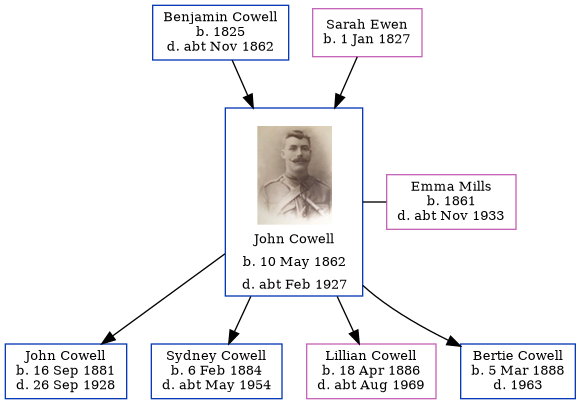 Benjamin Cowell
b. 1825
d. abt Nov 1862
Sarah Ewen
b. 1 Jan 1827
John Cowell
b. 10 May 1862
d. abt Feb 1927
Emma Mills
b. 1861
d. abt Nov 1933
John Cowell
b. 16 Sep 1881
d. 26 Sep 1928
Sydney Cowell
b. 6 Feb 1884
d. abt May 1954
Lillian Cowell
b. 18 Apr 1886
d. abt Aug 1969
Bertie Cowell
b. 5 Mar 1888
d. 1963